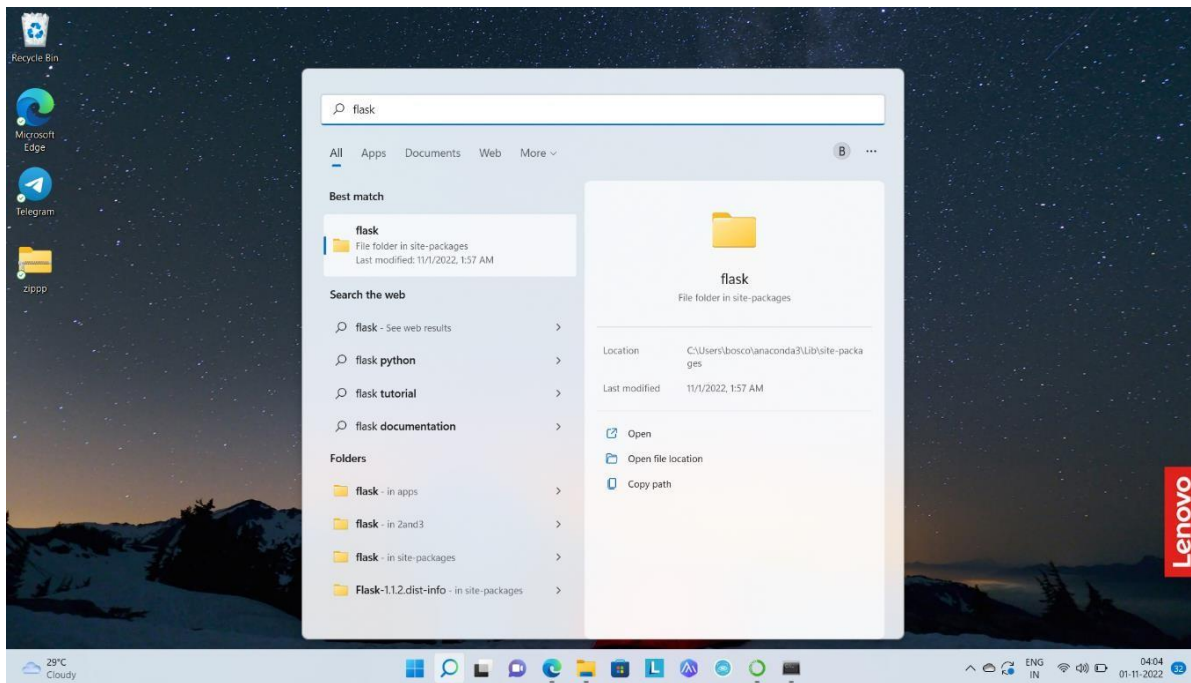 Recycle Bin
Microsoft
Edge
Telegram
zippp
flask
All Apps Documents Web More
B ...
Best match
flask
File folder in site-packages
Last modified: 11/1/2022, 1:57 AM
Search the web
flask - See web results
flask python
flask tutorial
flask documentation
Folders
flask - in apps
flask - in 2and3
flask - in site-packages
Flask-1.1.2.dist-info - in site-packages
flask
File folder in site-packages
Location C:\Users\bosco\anaconda3\Lib\site-packa
ges
Last modified 11/1/2022, 1:57 AM
Open
Open file location
Copy path
Lenovo
29°C
Cloudy
L
ENG
IN
04:04
01-11-2022
32